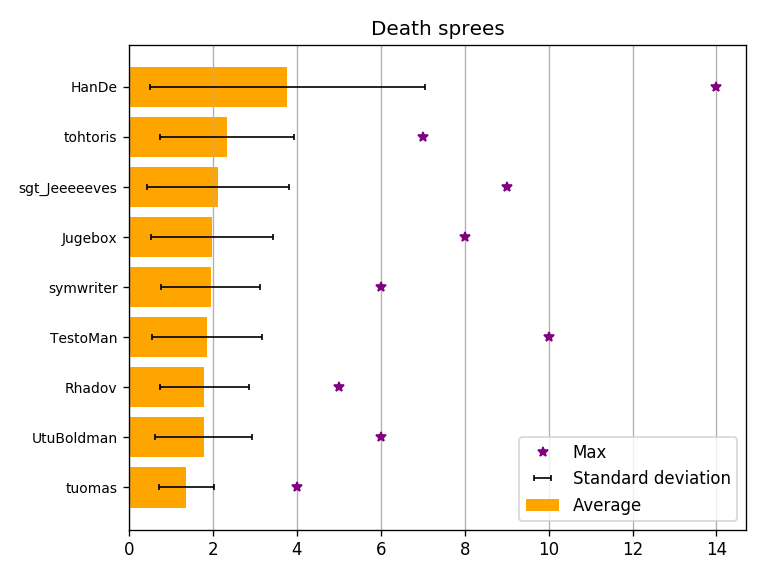 Death sprees
HanDe
tohtoris
sgt_Jeeeeeves
Jugebox
symwriter
TestoMan
Rhadov
UtuBoldman
tuomas
Max
Standard deviation
Average
0 2 4 6 8 10 12 14